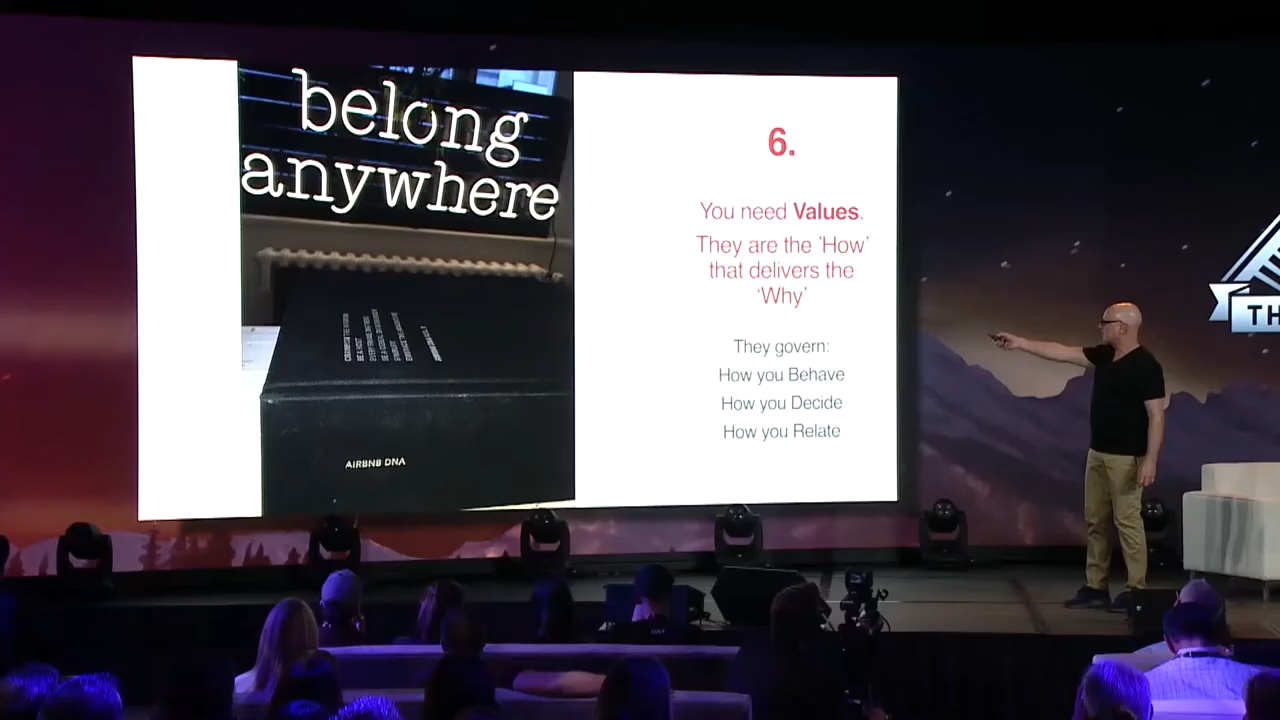 belong
anywhere
AIRBNB DNA
6.
You need Values.
They are the 'How'
that delivers the
‘Why’
They govern:
How you Behave
How you Decide
How you Relate
TH